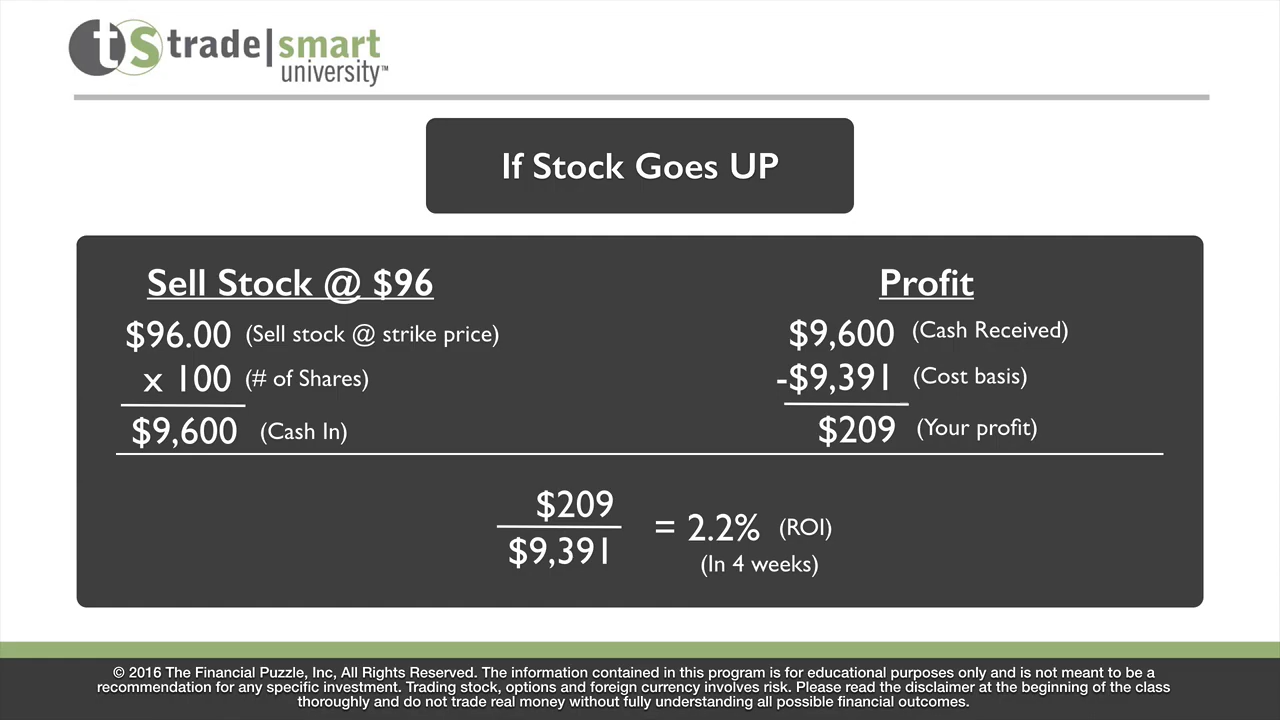 ts trade|smart
university™
If Stock Goes UP
Sell Stock @ $96
$96.00 (Sell stock @ strike price)
x 100 (# of Shares)
$9,600 (Cash In)
Profit
$9,600 (Cash Received)
-$9,391 (Cost basis)
$209 (Your profit)
$209
$9,391
= 2.2% (ROI)
(In 4 weeks)
© 2016 The Financial Puzzle, Inc, All Rights Reserved. The information contained in this program is for educational purposes only and is not meant to be a
recommendation for any specific investment. Trading stock, options and foreign currency involves risk. Please read the disclaimer at the beginning of the class
thoroughly and do not trade real money without fully understanding all possible financial outcomes.